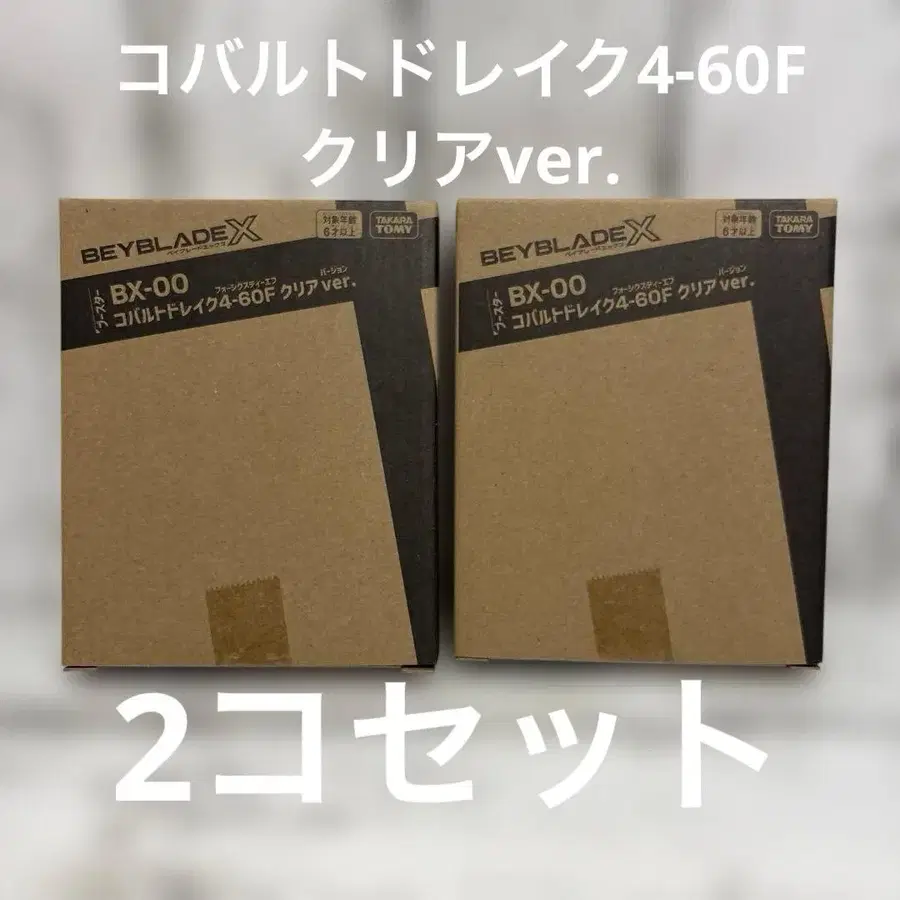 コバルトドレイク4-60F
クリアver.
BEYBLADE X
ベイブレードエックス
対象年齢
6才以上
TAKARA
TOMY
ブースター
BX-00
フォーシックスティーエフ
バージョン
コバルトドレイク4-60F クリアver.
BEYBLADE X
ベイブレードエックス
対象年齢
6才以上
TAKARA
TOMY
ブースター
BX-00
フォーシックスティーエフ
バージョン
コバルトドレイク4-60F クリアver.
2コセット